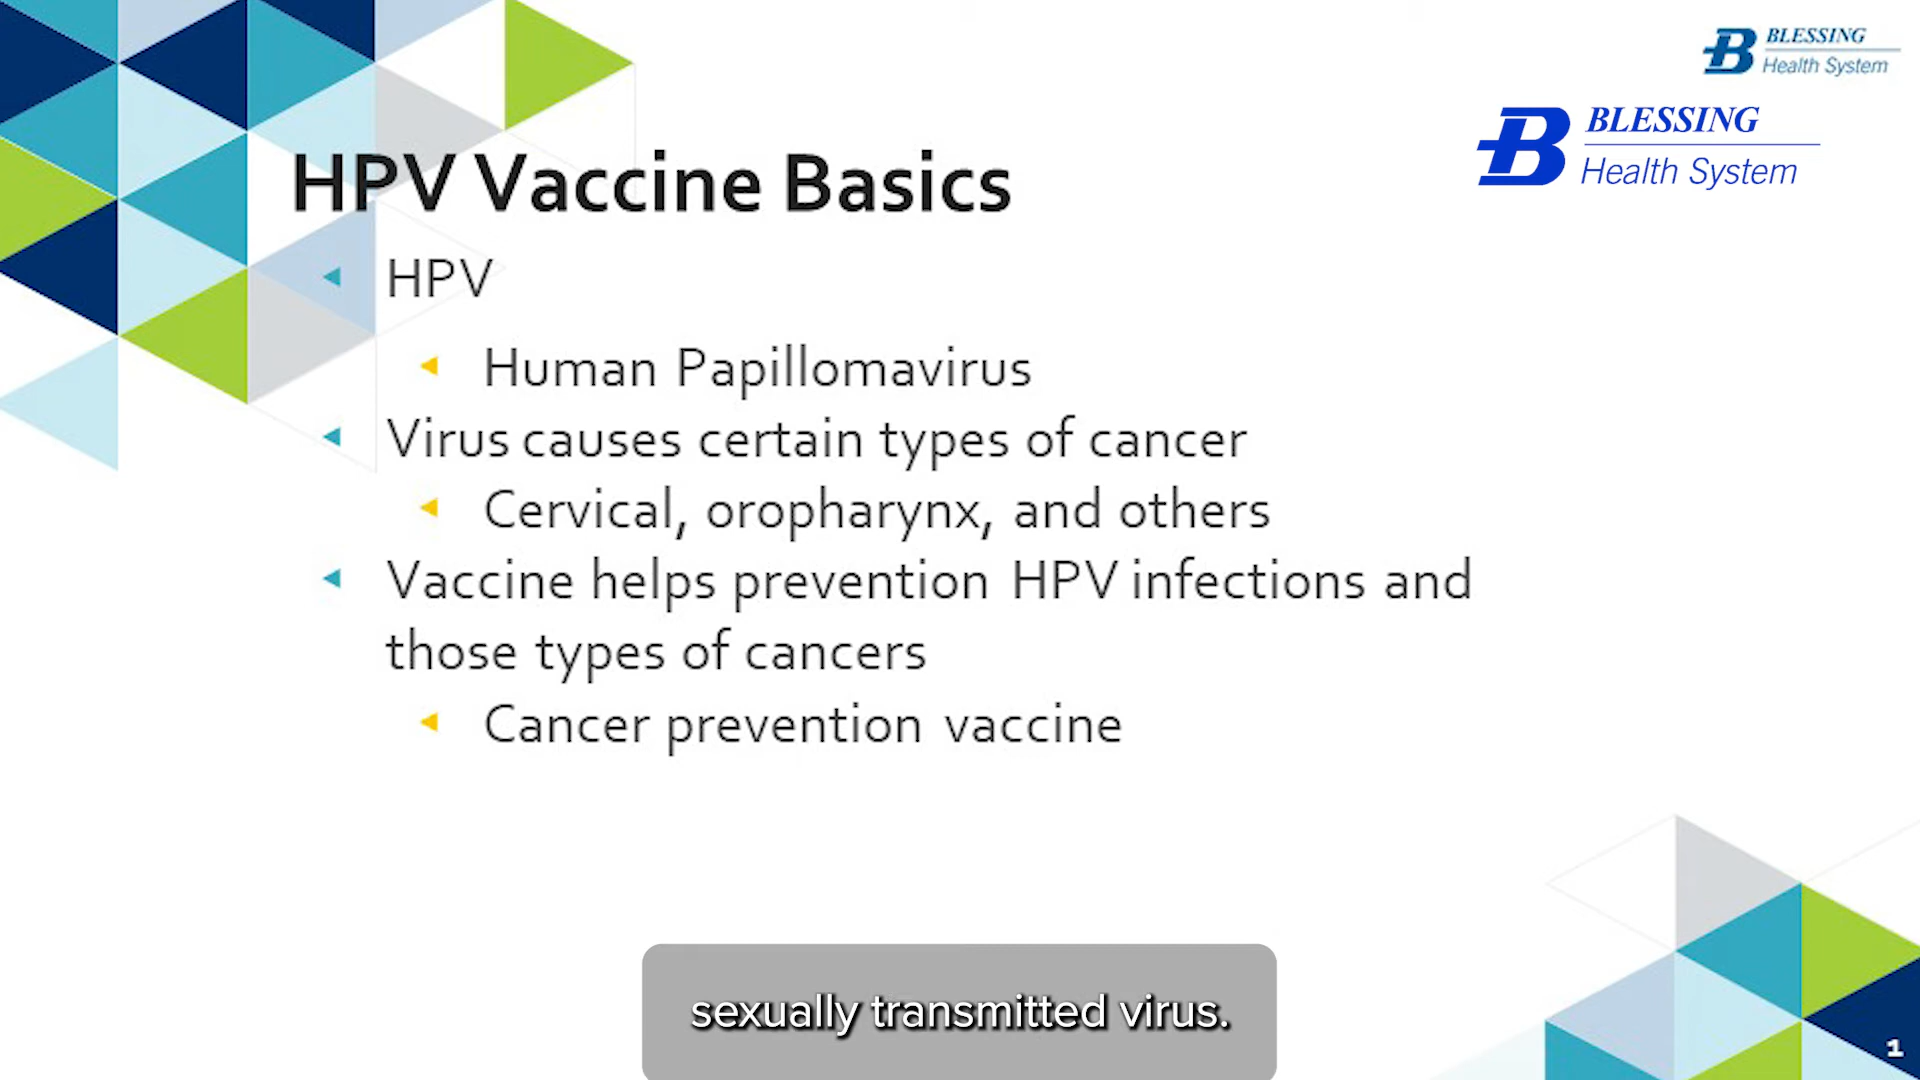 BLESSING
Health System
BLESSING
Health System
HPV Vaccine Basics
HPV
Human Papillomavirus
Virus causes certain types of cancer
Cervical, oropharynx, and others
Vaccine helps prevention HPV infections and
those types of cancers
Cancer prevention vaccine
sexually transmitted virus.
1